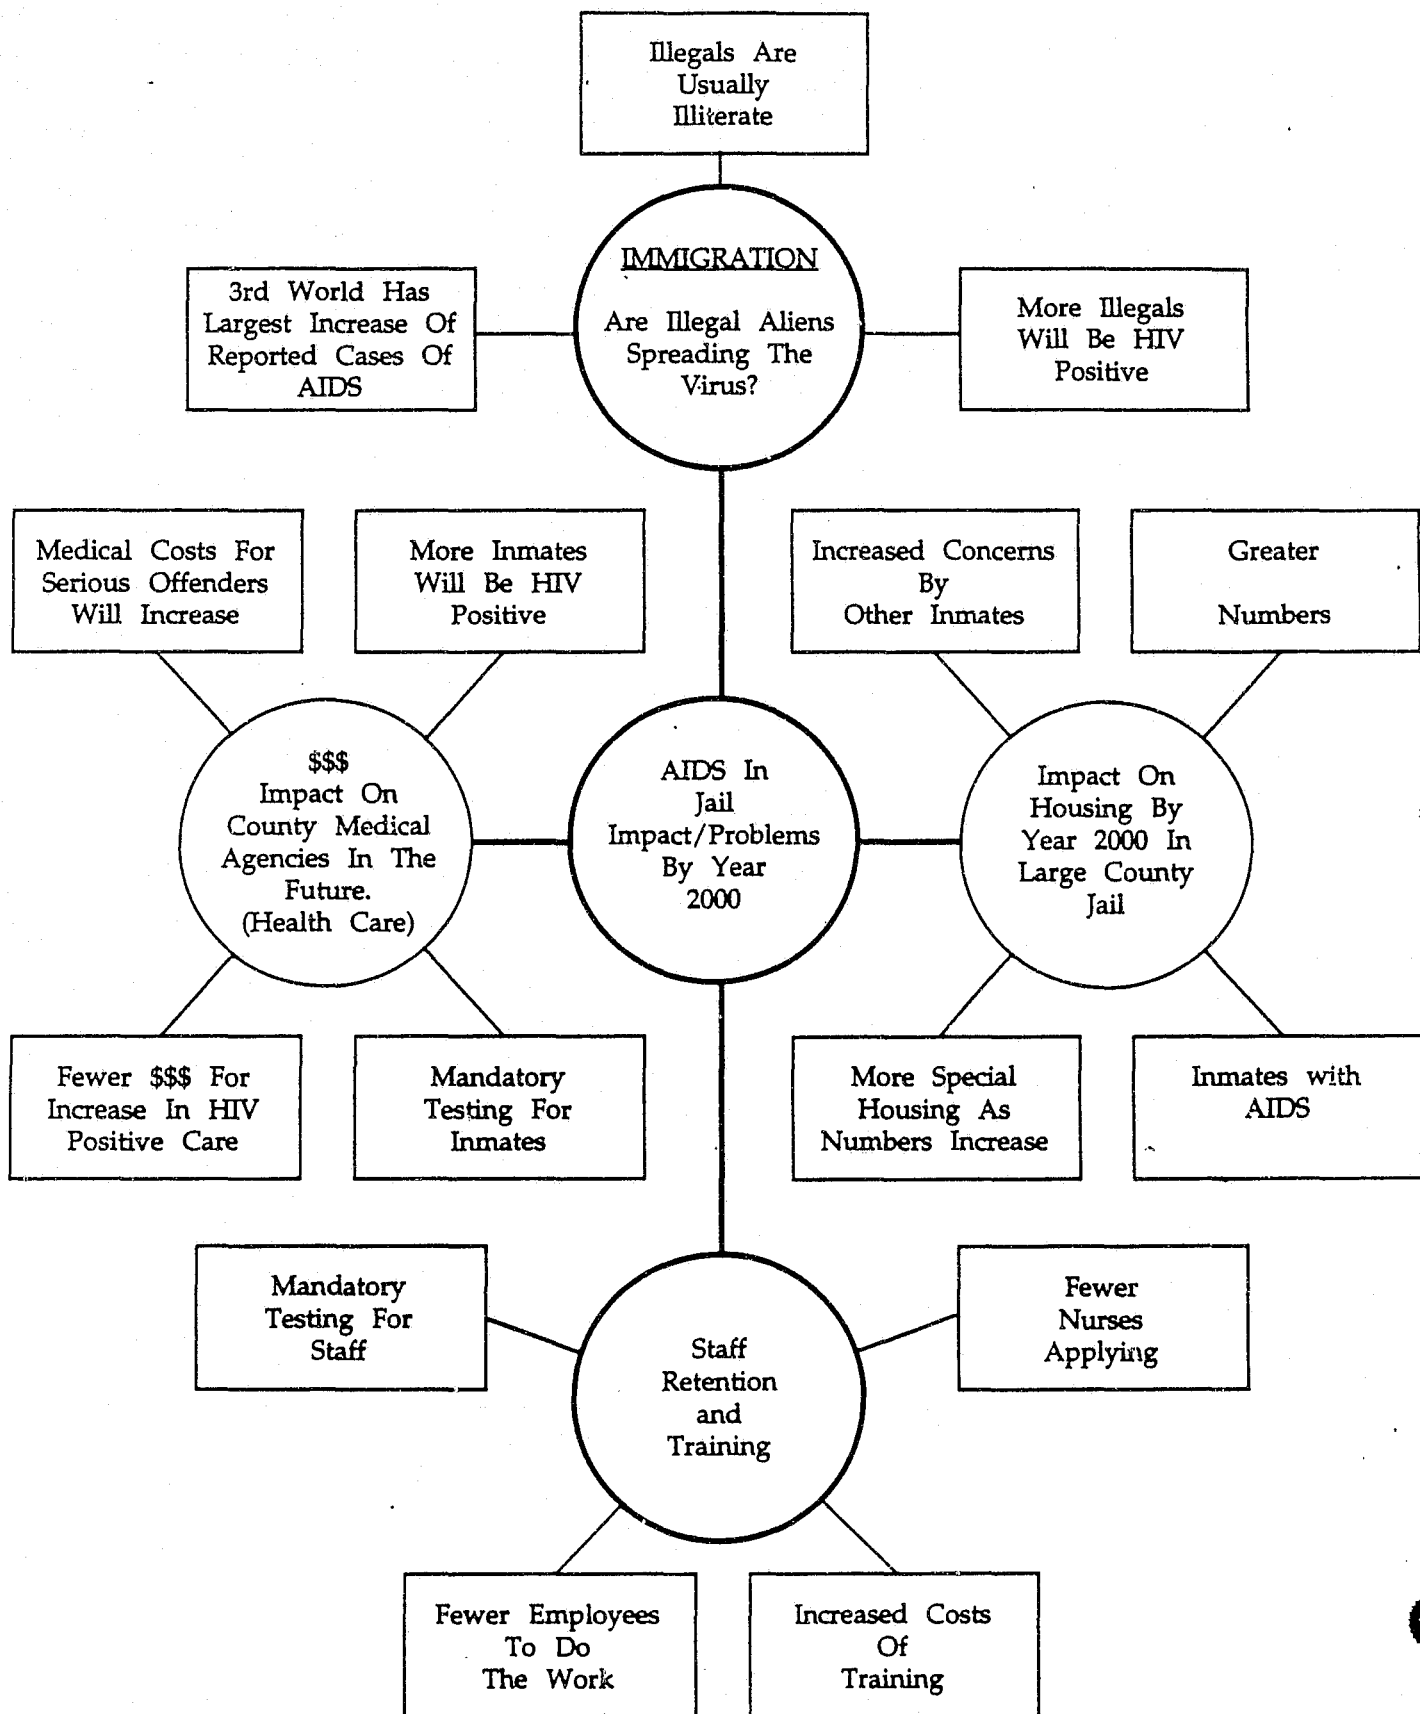 Illegals Are
Usually
Illiterate
IMMIGRATION
Are Illegal Aliens
Spreading The
Virus?
3rd World Has
Largest Increase Of
Reported Cases Of
AIDS
More Illegals
Will Be HIV
Positive
Medical Costs For
Serious Offenders
Will Increase
More Inmates
Will Be HIV
Positive
Increased Concerns
By
Other Inmates
Greater
Numbers
$$$
Impact On
County Medical
Agencies In The
Future.
(Health Care)
AIDS In
Jail
Impact/Problems
By Year
2000
Impact On
Housing By
Year 2000 In
Large County
Jail
Fewer $$$ For
Increase In HIV
Positive Care
Mandatory
Testing For
Inmates
More Special
Housing As
Numbers Increase
Inmates with
AIDS
Mandatory
Testing For
Staff
Fewer
Nurses
Applying
Staff
Retention
and
Training
Fewer Employees
To Do
The Work
Increased Costs
Of
Training